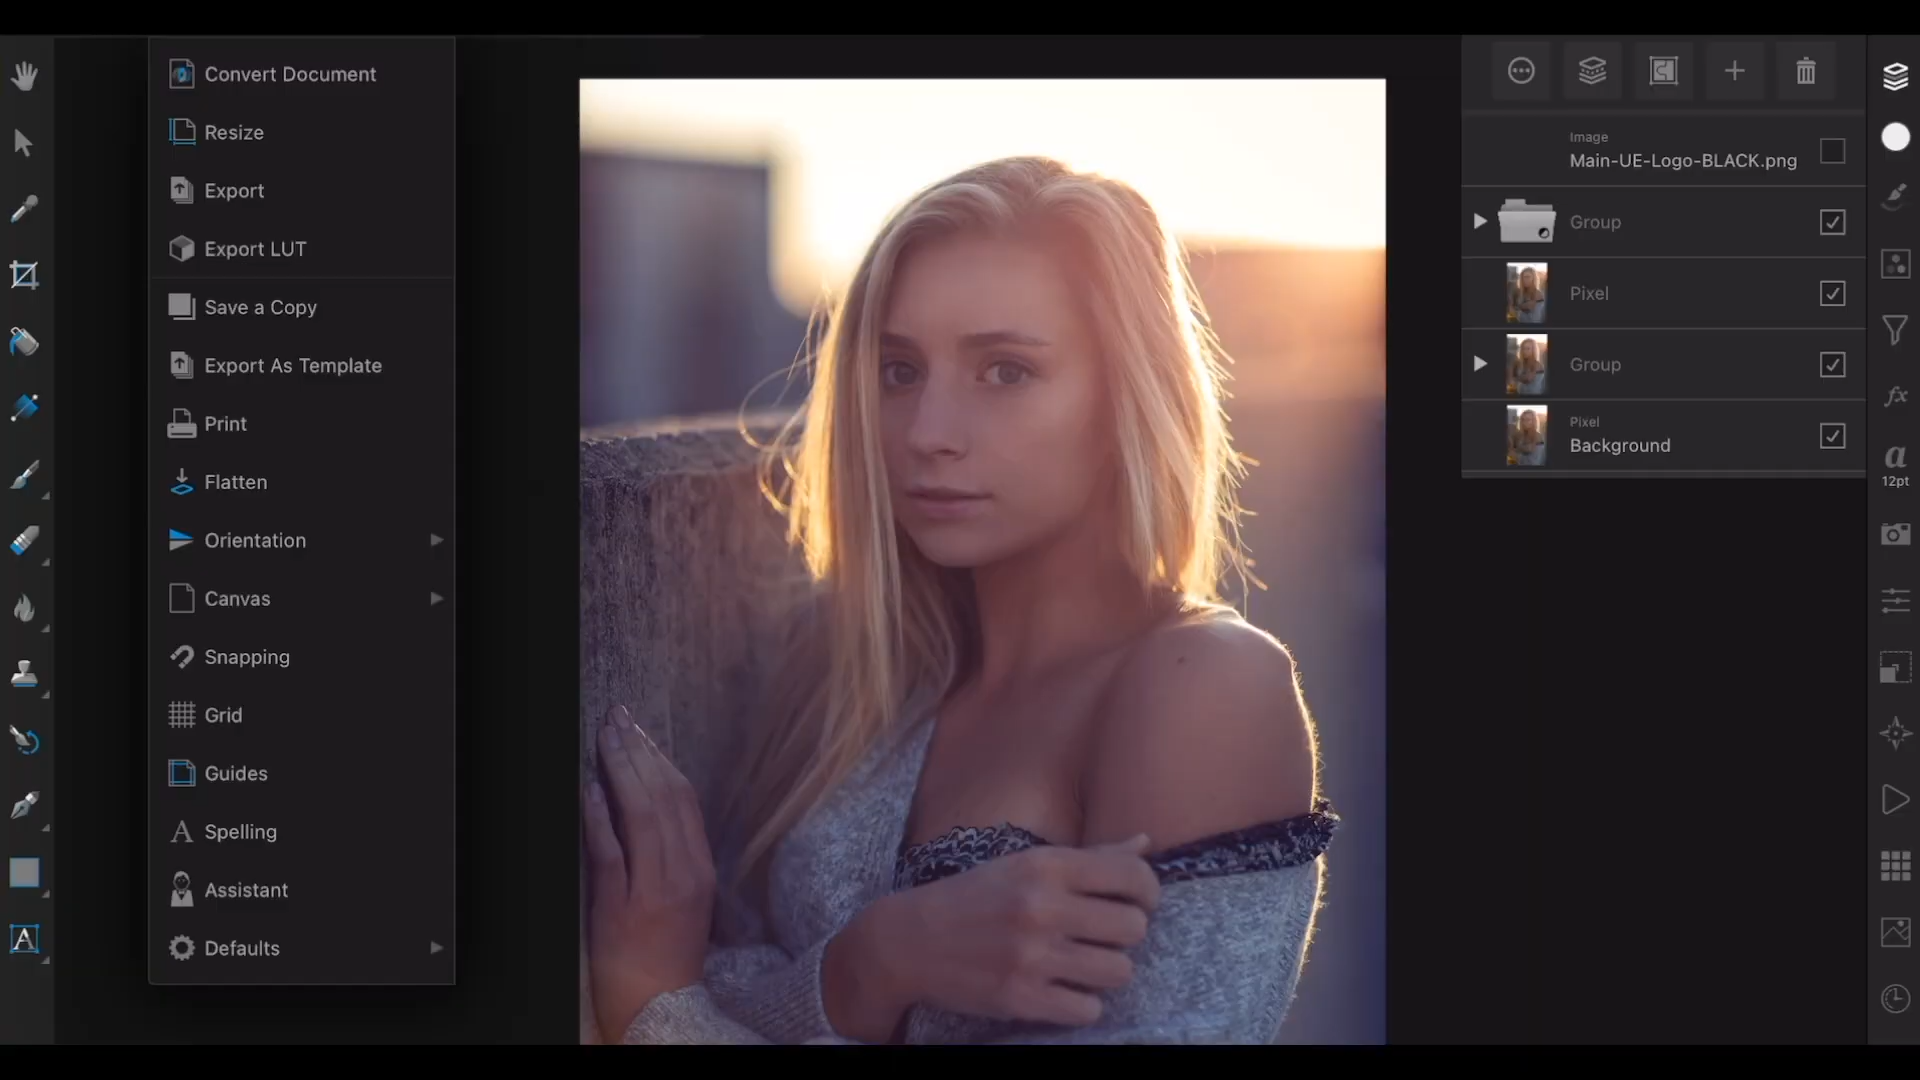 Convert Document
Resize
Export
Export LUT
Save a Copy
Export As Template
Print
Flatten
Orientation
Canvas
Snapping
Grid
Guides
Spelling
Assistant
Defaults
Image
Main-UE-Logo-BLACK.png
Group
Pixel
Group
Pixel
Background
fx
a
12pt
A